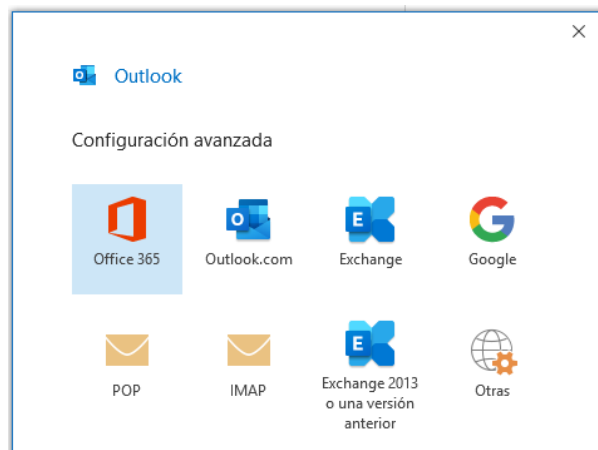 Outlook
Configuración avanzada
Office 365
Outlook.com
Exchange
Google
POP
IMAP
Exchange 2013
o una versión
anterior
Otras